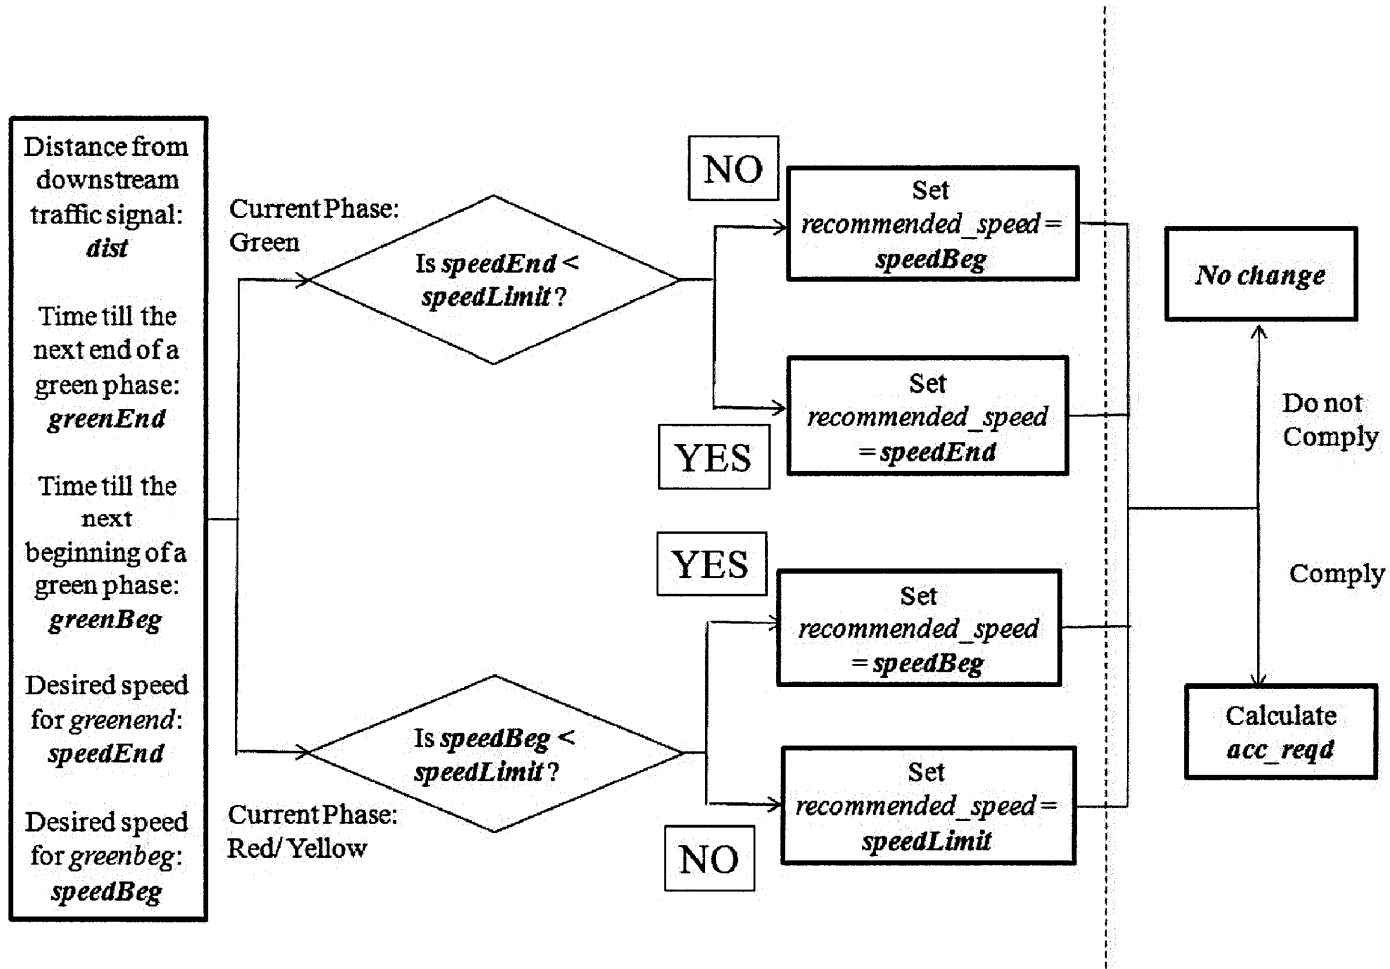 Distance from
downstream
traffic signal:
dist
Time till the
next end of a
green phase:
greenEnd
Time till the
next
beginning of a
green phase:
greenBeg
Desired speed
for greenend:
speedEnd
Desired speed
for greenbeg:
speedBeg
Current Phase:
Green
Is speedEnd <
speedLimit?
NO
Set
recommended_speed =
speedBeg
YES
Set
recommended_speed
= speedEnd
Current Phase:
Red/ Yellow
Is speedBeg <
speedLimit?
YES
Set
recommended_speed
= speedBeg
NO
Set
recommended_speed =
speedLimit
No change
Do not
Comply
Comply
Calculate
acc_reqd